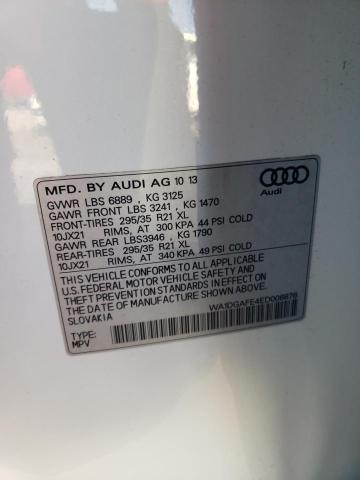 MFD. BY AUDI AG 10 13
GVWR LBS 6889 , KG 3125
GAWR FRONT LBS 3241 , KG 1470
FRONT-TIRES 295/35 R21 XL
10JX21 RIMS, AT 300 KPA 44 PSI COLD
GAWR REAR LBS3946 , KG 1790
REAR-TIRES 295/35 R21 XL
10JX21 RIMS, AT 340 KPA 49 PSI COLD
THIS VEHICLE CONFORMS TO ALL APPLICABLE
U.S. FEDERAL MOTOR VEHICLE SAFETY AND
THEFT PREVENTION STANDARDS IN EFFECT ON
THE DATE OF MANUFACTURE SHOWN ABOVE.
SLOVAKIA
WA1DGAFE4ED008876
TYPE:
MPV
Audi